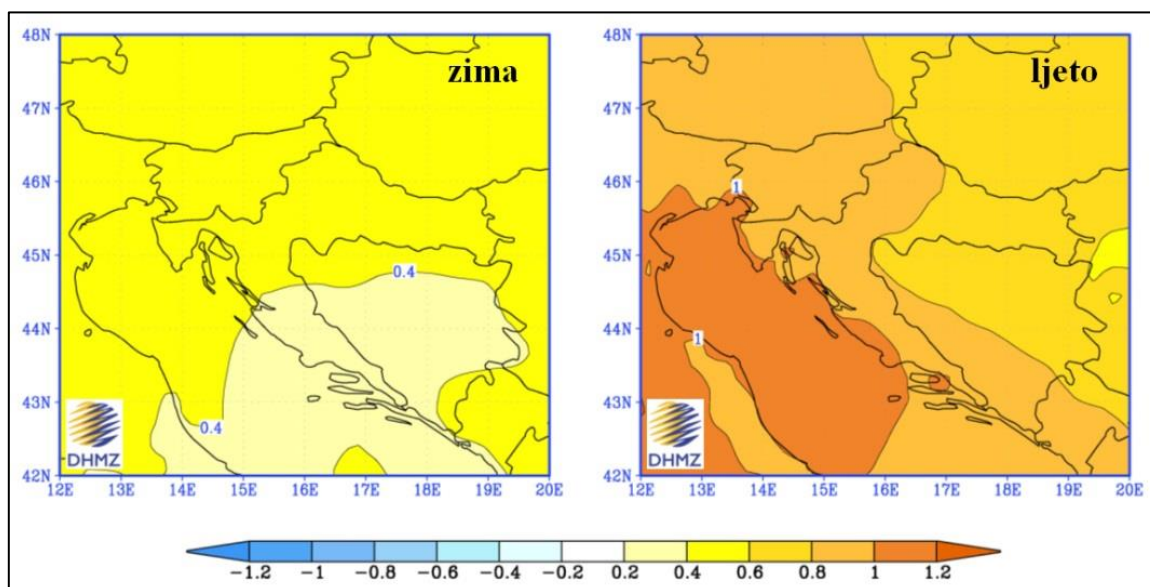 zima
ljeto
48N
47N
46N
45N
44N
43N
42N
0.4
0.4
DHMZ
12E 13E 14E 15E 16E 17E 18E 19E 20E
48N
47N
46N
45N
44N
43N
42N
1
1
DHMZ
12E 13E 14E 15E 16E 17E 18E 19E 20E
-1.2 -1 -0.8 -0.6 -0.4 -0.2 0.2 0.4 0.6 0.8 1 1.2